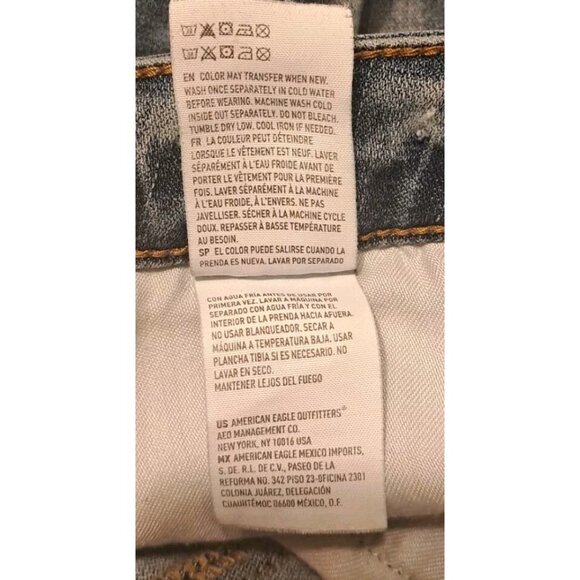 EN COLOR MAY TRANSFER WHEN NEW.
WASH ONCE SEPARATELY IN COLD WATER
BEFORE WEARING. MACHINE WASH COLD
INSIDE OUT SEPARATELY. DO NOT BLEACH.
TUMBLE DRY LOW. COOL IRON IF NEEDED.
FR LA COULEUR PEUT DÉTEINDRE
LORSQUE LE VÊTEMENT EST NEUF. LAVER
SÉPARÉMENT À L'EAU FROIDE AVANT DE
PORTER LE VÊTEMENT POUR LA PREMIÈRE
FOIS. LAVER SÉPARÉMENT À LA MACHINE
À L'EAU FROIDE, À L'ENVERS. NE PAS
JAVELLISER. SÉCHER À LA MACHINE CYCLE
DOUX. REPASSER À BASSE TEMPÉRATURE
AU BESOIN.
SP EL COLOR PUEDE SALIRSE CUANDO LA
PRENDA ES NUEVA. LAVAR POR SEPARADO
CON AGUA FRÍA ANTES DE USAR POR
PRIMERA VEZ. LAVAR A MÁQUINA POR
SEPARADO CON AGUA FRÍA Y CON EL
INTERIOR DE LA PRENDA HACIA AFUERA.
NO USAR BLANQUEADOR. SECAR A
MÁQUINA A TEMPERATURA BAJA. USAR
PLANCHA TIBIA SI ES NECESARIO. NO
LAVAR EN SECO.
MANTENER LEJOS DEL FUEGO
US AMERICAN EAGLE OUTFITTERS®
AEO MANAGEMENT CO.
NEW YORK, NY 10016 USA
MX AMERICAN EAGLE MEXICO IMPORTS,
S. DE R.L. DE C.V., PASEO DE LA
REFORMA NO. 342 PISO 23-OFICINA 2301
COLONIA JUÁREZ, DELEGACIÓN
CUAUHTÉMOC 06600 MÉXICO, D.F.